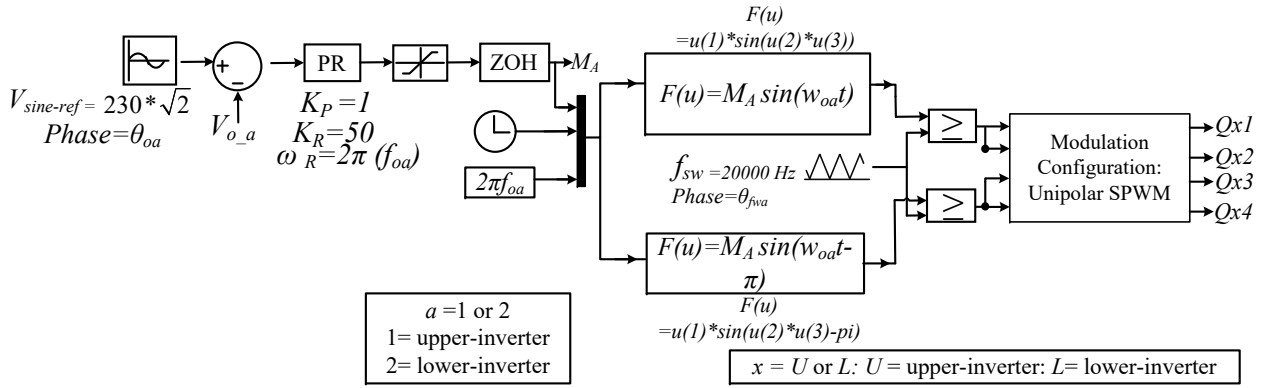 V_sine-ref = 230*√2
Phase=θ_oa
+
−
V_o_a
PR
K_P =1
K_R=50
ω_R=2π (f_oa)
ZOH
M_A
2πf_oa
F(u)
=u(1)*sin(u(2)*u(3))
F(u)=M_A sin(w_oa t)
f_sw =20000 Hz
Phase=θ_fwa
F(u)=M_A sin(w_oa t-
π)
F(u)
=u(1)*sin(u(2)*u(3)-pi)
≥
≥
Modulation
Configuration:
Unipolar SPWM
Qx1
Qx2
Qx3
Qx4
a =1 or 2
1= upper-inverter
2= lower-inverter
x = U or L: U = upper-inverter: L= lower-inverter